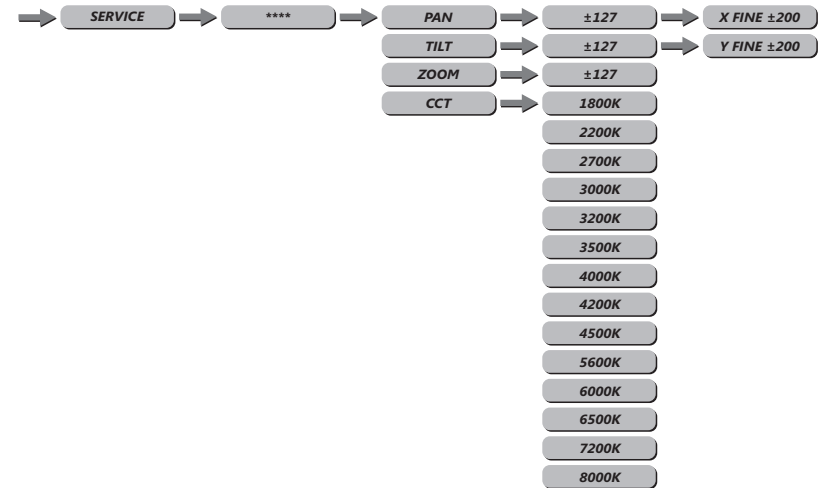 SERVICE **** PAN ±127 X FINE ±200
TILT ±127 Y FINE ±200
ZOOM ±127
CCT 1800K
2200K
2700K
3000K
3200K
3500K
4000K
4200K
4500K
5600K
6000K
6500K
7200K
8000K